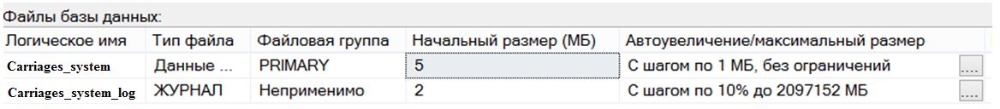 Файлы базы данных:
Логическое имя Тип файла Файловая группа Начальный размер (МБ) Автоувеличение/максимальный размер
Carriages_system Данные ... PRIMARY 5 С шагом по 1 МБ, без ограничений ....
Carriages_system_log ЖУРНАЛ Неприменимо 2 С шагом по 10% до 2097152 МБ ....